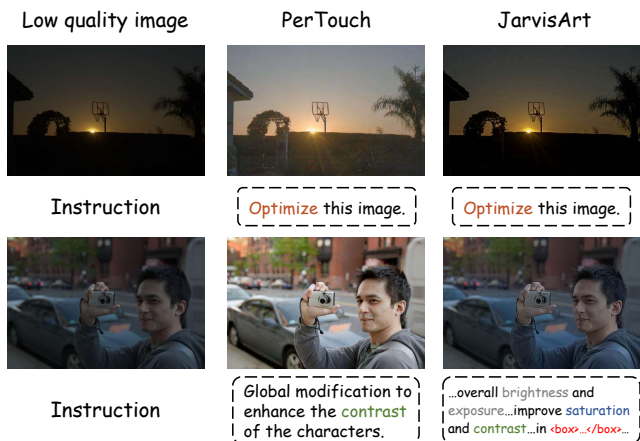 Low quality image PerTouch JarvisArt
Instruction Optimize this image. Optimize this image.
Instruction
Global modification to
enhance the contrast
of the characters.
…overall brightness and
exposure…improve saturation
and contrast…in <box>…</box>…